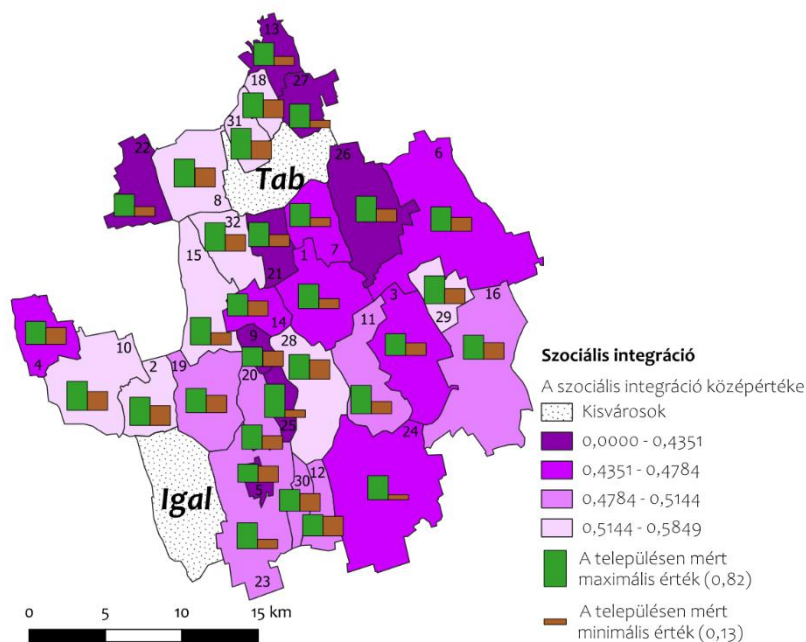 13
18
27
31
22
26
6
Tab
8
32
15
1
7
21
3
16
29
14
11
9
28
10
2
19
4
20
25
24
Igal
5
30
12
23
Szociális integráció
A szociális integráció középértéke
Kisvárosok
0,0000 - 0,4351
0,4351 - 0,4784
0,4784 - 0,5144
0,5144 - 0,5849
A településen mért
maximális érték (0,82)
A településen mért
minimális érték (0,13)
0 5 10 15 km